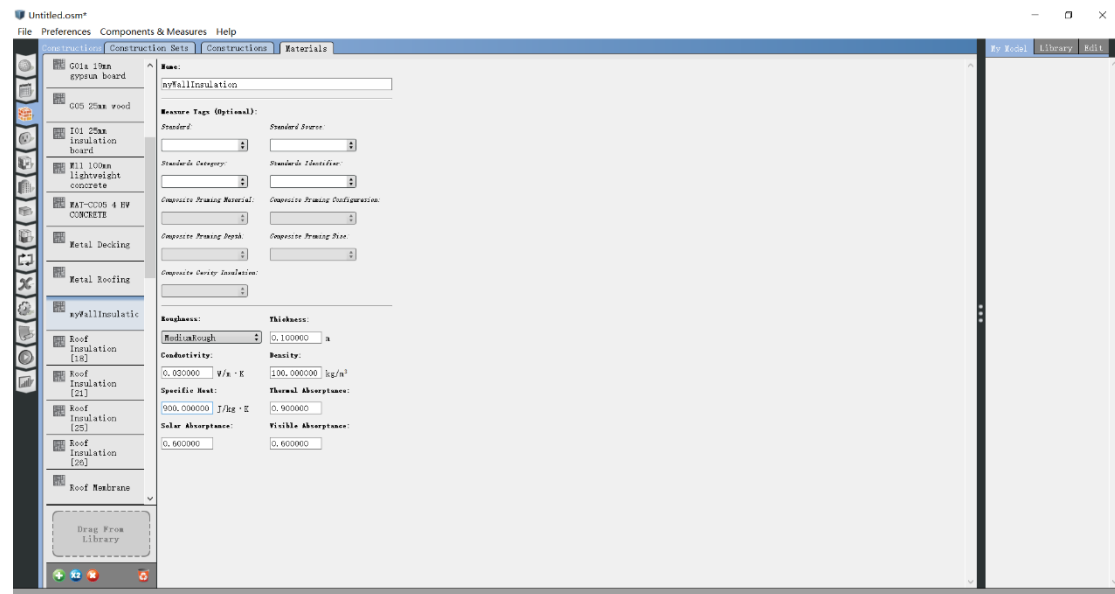 Untitled.osm*
File Preferences Components & Measures Help
Constructions Construction Sets Constructions Materials
My Model Library Edit
G01a 19mm
gypsum board
G05 25mm wood
I01 25mm
insulation
board
M11 100mm
lightweight
concrete
MAT-CC05 4 HW
CONCRETE
Metal Decking
Metal Roofing
myWallInsulatic
Roof
Insulation
[18]
Roof
Insulation
[21]
Roof
Insulation
[25]
Roof
Insulation
[26]
Roof Membrane
Drag From
Library
Name:
myWallInsulation
Measure Tags (Optional):
Standard: Standard Source:
Standards Category: Standards Identifier:
Composite Framing Material: Composite Framing Configuration:
Composite Framing Depth: Composite Framing Size:
Composite Cavity Insulation:
Roughness: Thickness:
MediumRough 0.100000 m
Conductivity: Density:
0.030000 W/m·K 100.000000 kg/m³
Specific Heat: Thermal Absorptance:
900.000000 J/kg·K 0.900000
Solar Absorptance: Visible Absorptance:
0.600000 0.600000